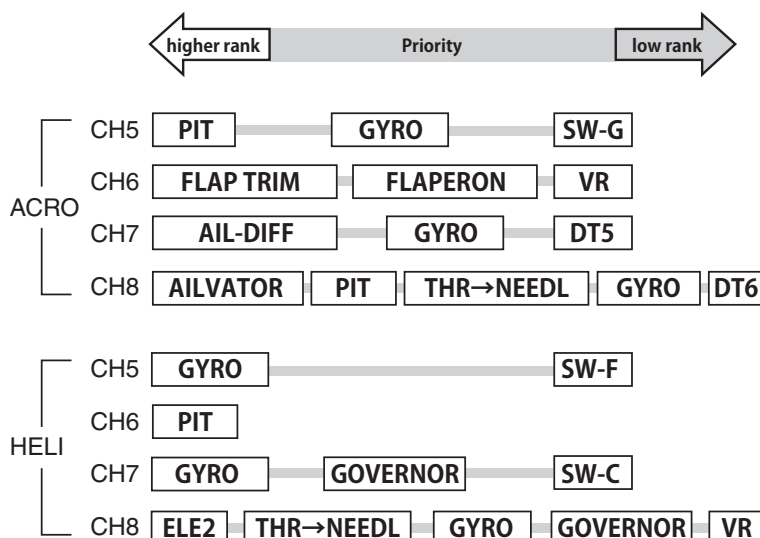 higher rank Priority low rank
CH5 PIT GYRO SW-G
CH6 FLAP TRIM FLAPERON VR
ACRO
CH7 AIL-DIFF GYRO DT5
CH8 AILVATOR PIT THR→NEEDL GYRO DT6
CH5 GYRO SW-F
CH6 PIT
HELI
CH7 GYRO GOVERNOR SW-C
CH8 ELE2 THR→NEEDL GYRO GOVERNOR VR